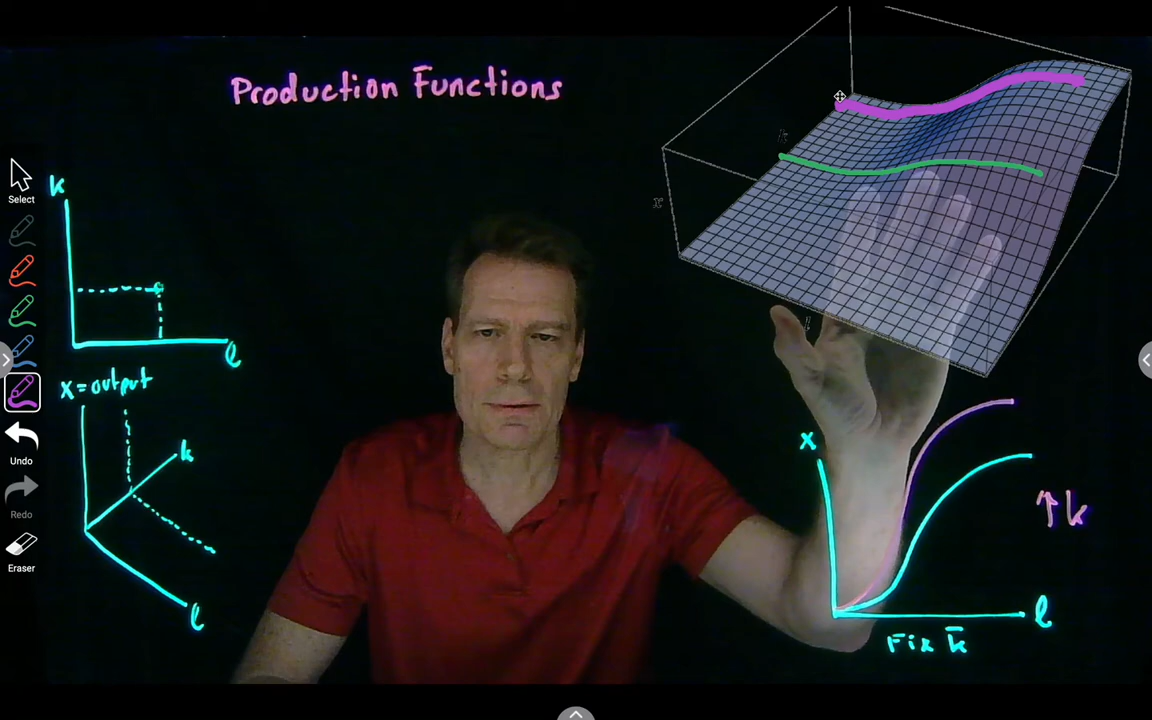 Production Functions
k
x
l
Select
k
l
x = output
k
l
x
↑k
l
Fix k̄
Undo
Redo
Eraser